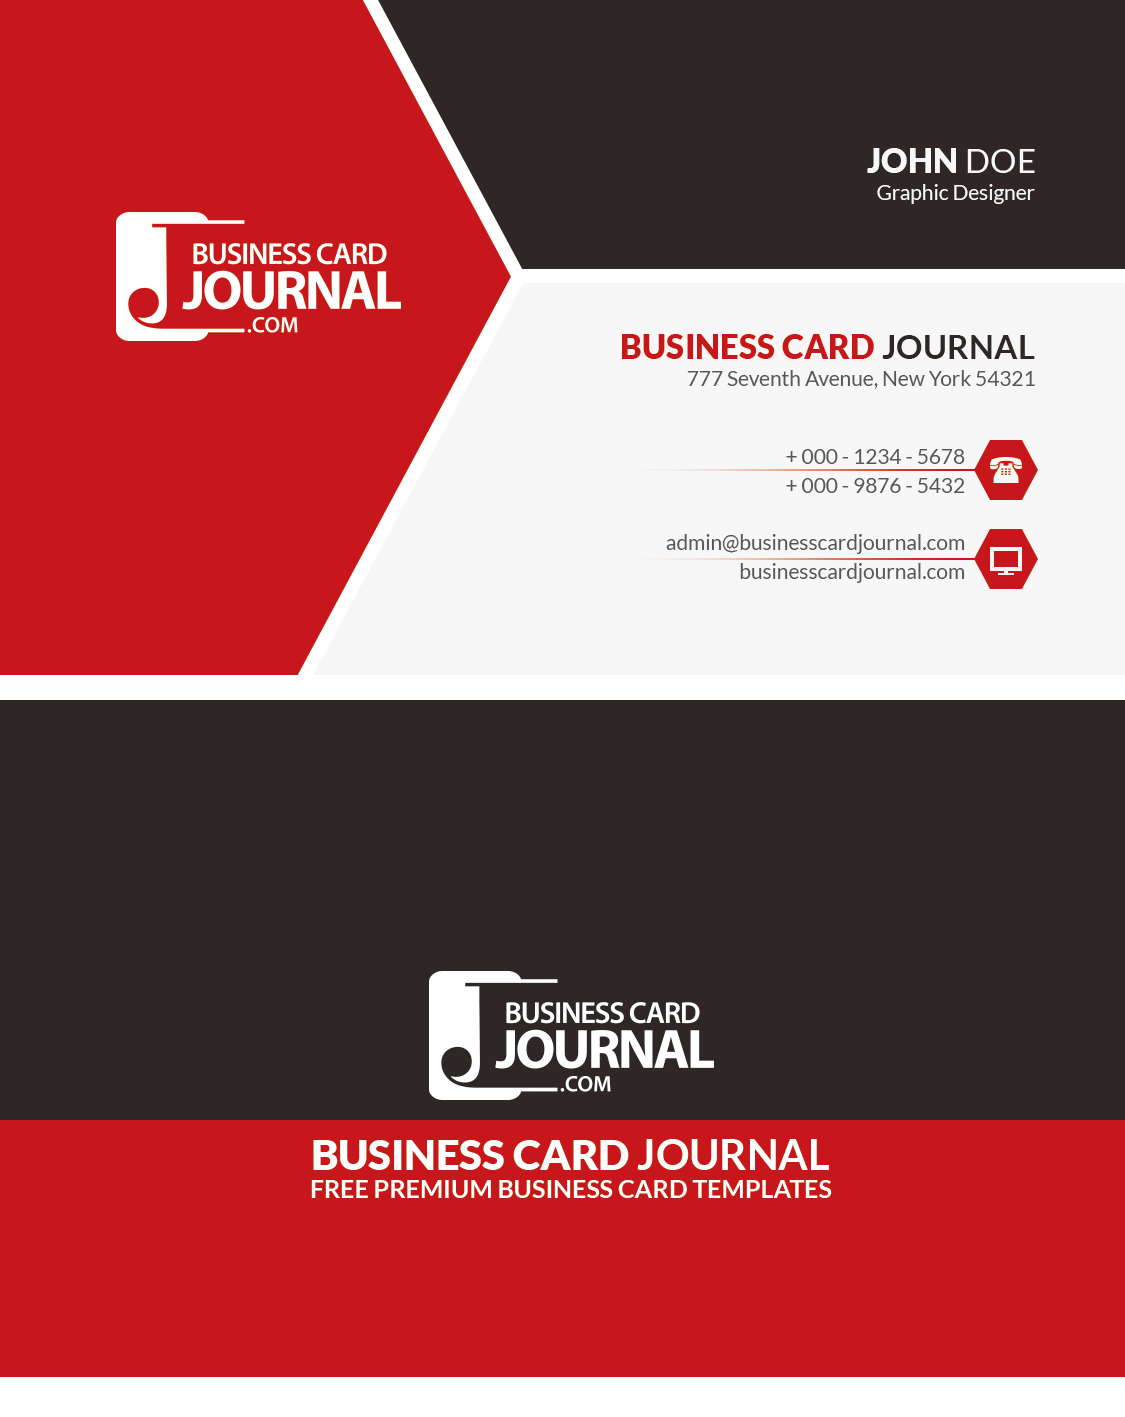 BUSINESS CARD
JOURNAL
.COM
JOHN DOE
Graphic Designer
BUSINESS CARD JOURNAL
777 Seventh Avenue, New York 54321
+ 000 - 1234 - 5678
+ 000 - 9876 - 5432
admin@businesscardjournal.com
businesscardjournal.com
BUSINESS CARD
JOURNAL
.COM
BUSINESS CARD JOURNAL
FREE PREMIUM BUSINESS CARD TEMPLATES